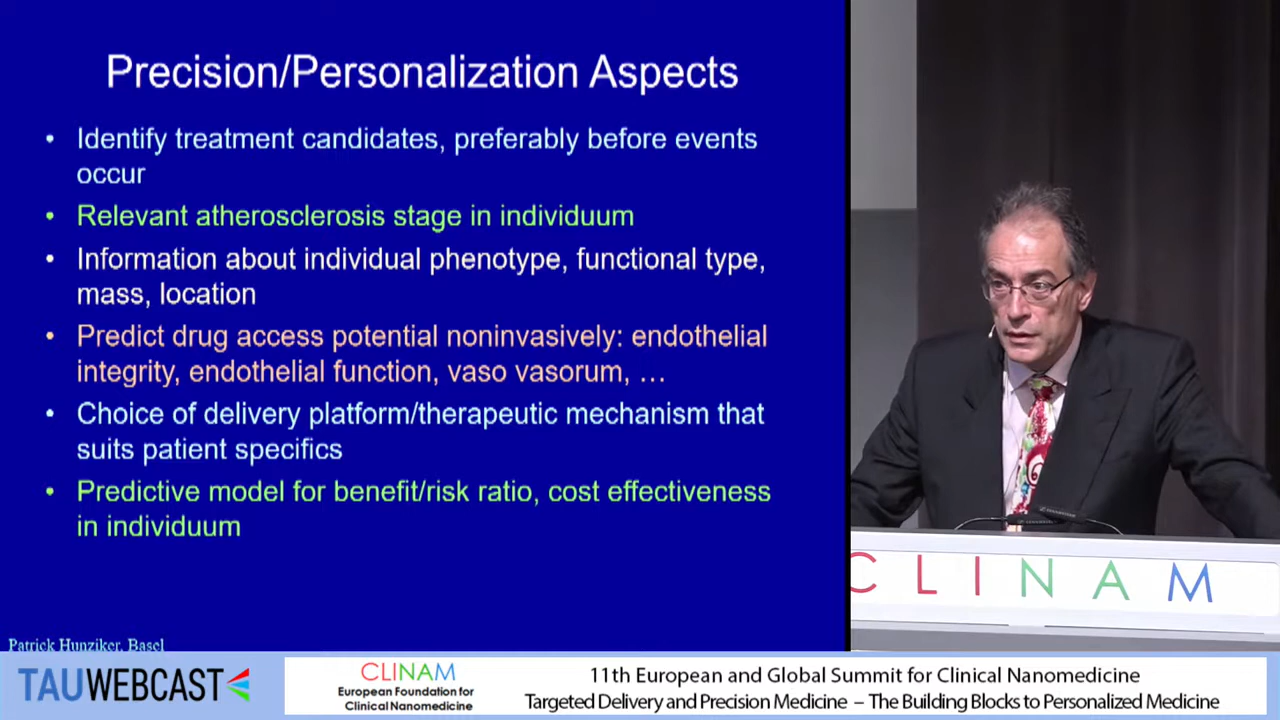 Precision/Personalization Aspects
• Identify treatment candidates, preferably before events
occur
• Relevant atherosclerosis stage in individuum
• Information about individual phenotype, functional type,
mass, location
• Predict drug access potential noninvasively: endothelial
integrity, endothelial function, vaso vasorum, …
• Choice of delivery platform/therapeutic mechanism that
suits patient specifics
• Predictive model for benefit/risk ratio, cost effectiveness
in individuum
Patrick Hunziker, Basel
CLINAM
TAUWEBCAST
CLINAM
European Foundation for
Clinical Nanomedicine
11th European and Global Summit for Clinical Nanomedicine
Targeted Delivery and Precision Medicine – The Building Blocks to Personalized Medicine